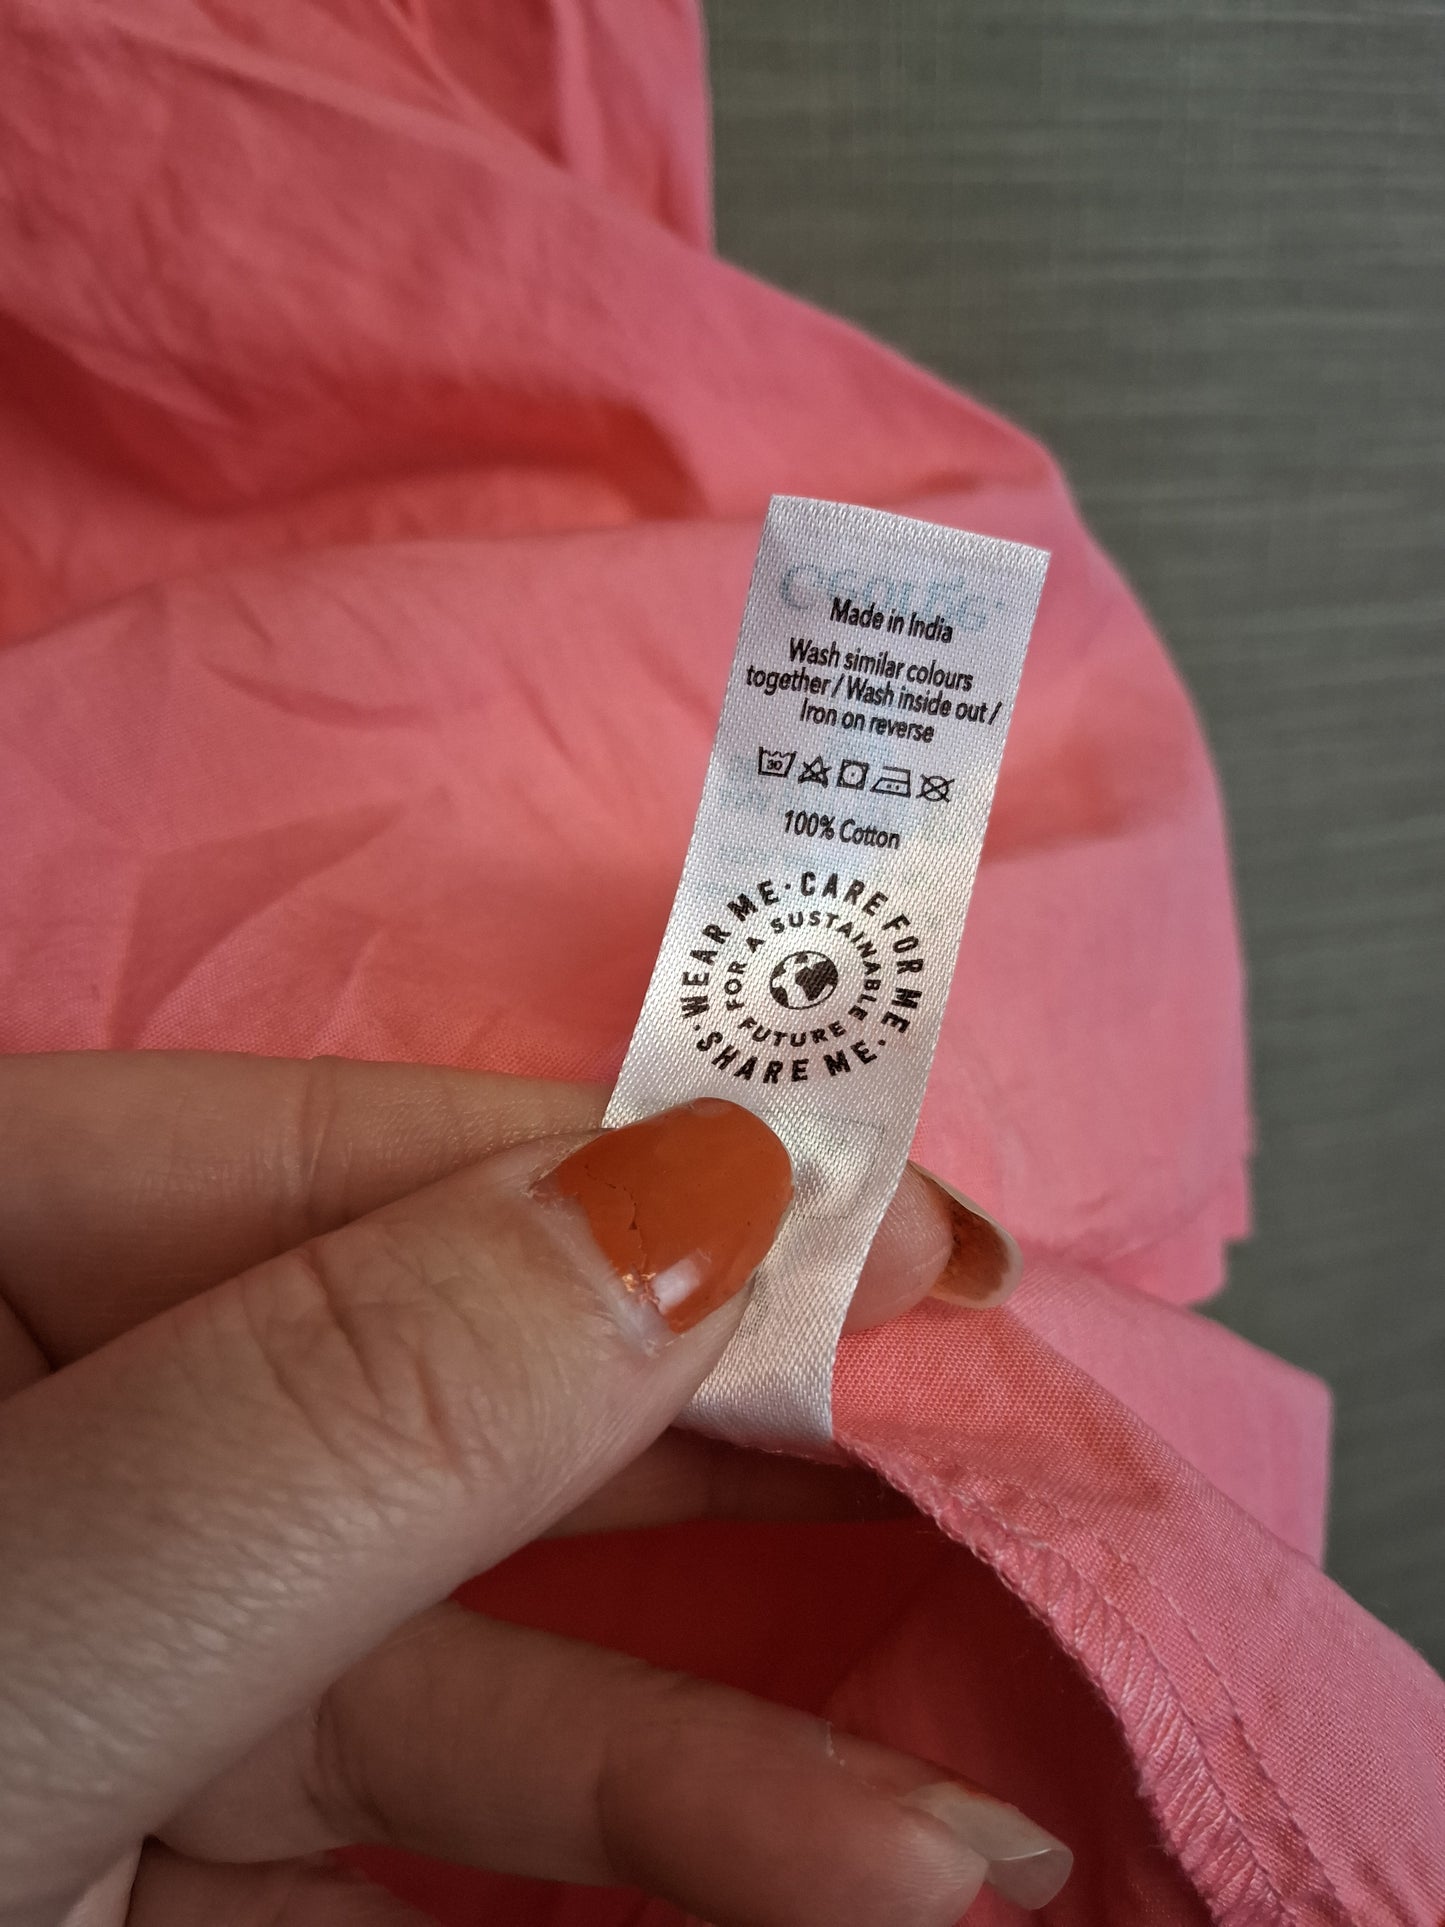 Made in India
Wash similar colours
together / Wash inside out /
Iron on reverse
30
100% Cotton
WEAR ME · CARE FOR ME · SHARE ME ·
FOR A SUSTAINABLE FUTURE